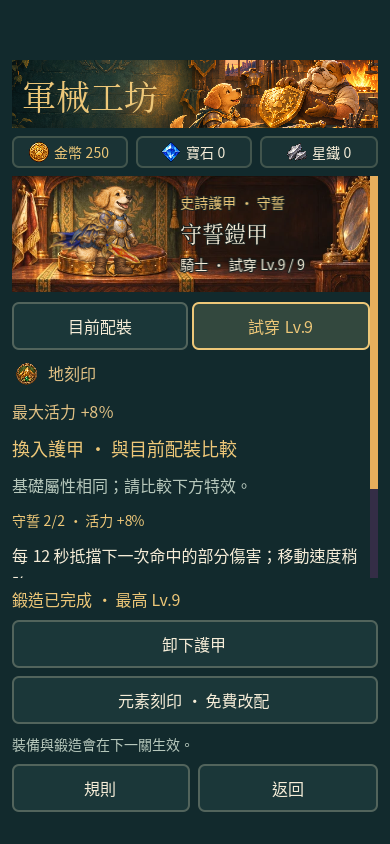 軍械工坊
金幣 250
寶石 0
星鐵 0
史詩護甲 · 守誓
守誓鎧甲
騎士 · 試穿 Lv.9 / 9
目前配裝
試穿 Lv.9
地刻印
最大活力 +8%
換入護甲 · 與目前配裝比較
基礎屬性相同；請比較下方特效。
守誓 2/2 · 活力 +8%
每 12 秒抵擋下一次命中的部分傷害；移動速度稍
鍛造已完成 · 最高 Lv.9
卸下護甲
元素刻印 · 免費改配
裝備與鍛造會在下一關生效。
規則
返回